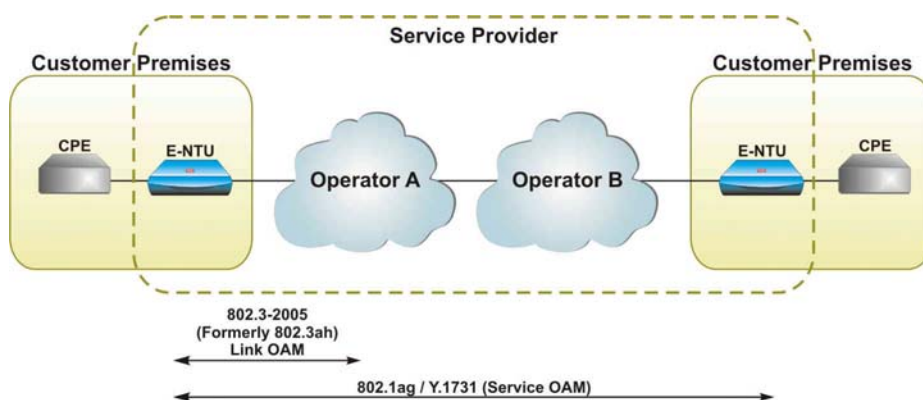 Service Provider
Customer Premises
Customer Premises
CPE
E-NTU
Operator A
Operator B
E-NTU
CPE
802.3-2005
(Formerly 802.3ah)
Link OAM
802.1ag / Y.1731 (Service OAM)